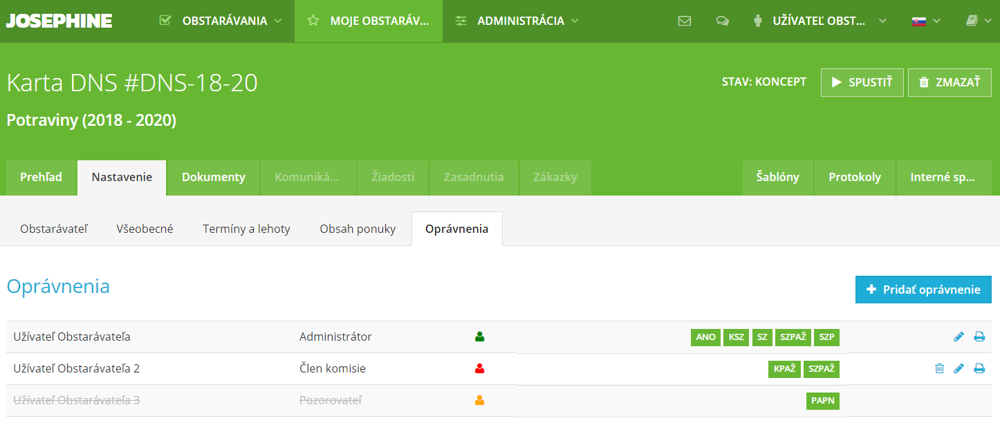 JOSEPHINE OBSTARÁVANIA MOJE OBSTARÁV... ADMINISTRÁCIA UŽÍVATEĽ OBST...
Karta DNS #DNS-18-20 STAV: KONCEPT SPUSTIŤ ZMAZAŤ
Potraviny (2018 - 2020)
Prehľad Nastavenie Dokumenty Komuniká... Žiadosti Zasadnutia Zákazky Šablóny Protokoly Interné sp...
Obstarávateľ Všeobecné Termíny a lehoty Obsah ponuky Oprávnenia
Oprávnenia Pridať oprávnenie
Užívateľ Obstarávateľa Administrátor ANO KSZ SZ SZPAŽ SZP
Užívateľ Obstarávateľa 2 Člen komisie KPAŽ SZPAŽ
Užívateľ Obstarávateľa 3 Pozorovateľ PAPN